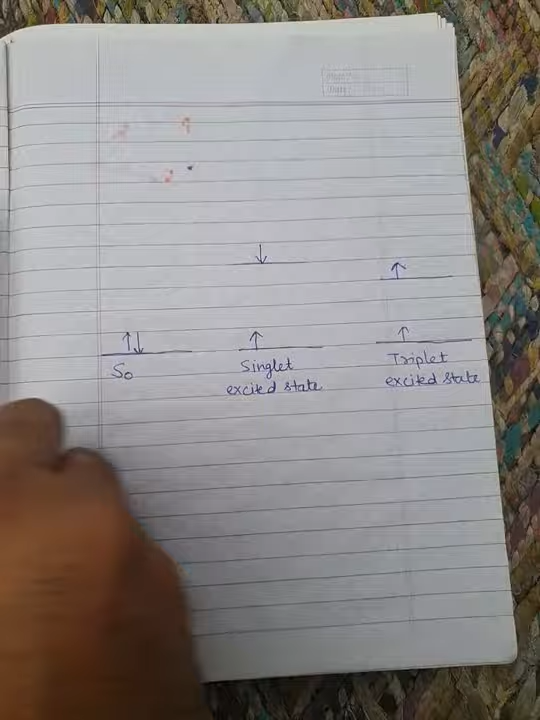 ↓
↑
↑↓
↑
↑
S₀
Singlet
excited state
Triplet
excited state